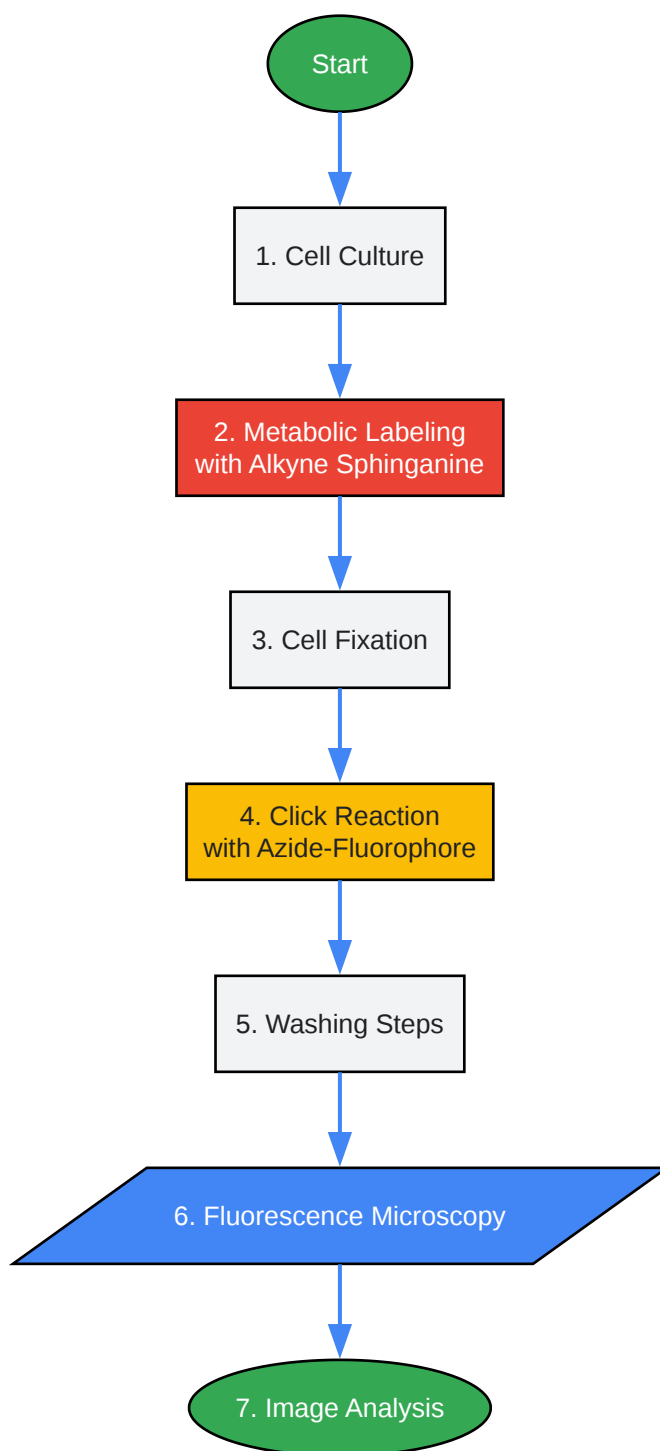 Start
1. Cell Culture
2. Metabolic Labeling
with Alkyne Sphinganine
3. Cell Fixation
4. Click Reaction
with Azide-Fluorophore
5. Washing Steps
6. Fluorescence Microscopy
7. Image Analysis